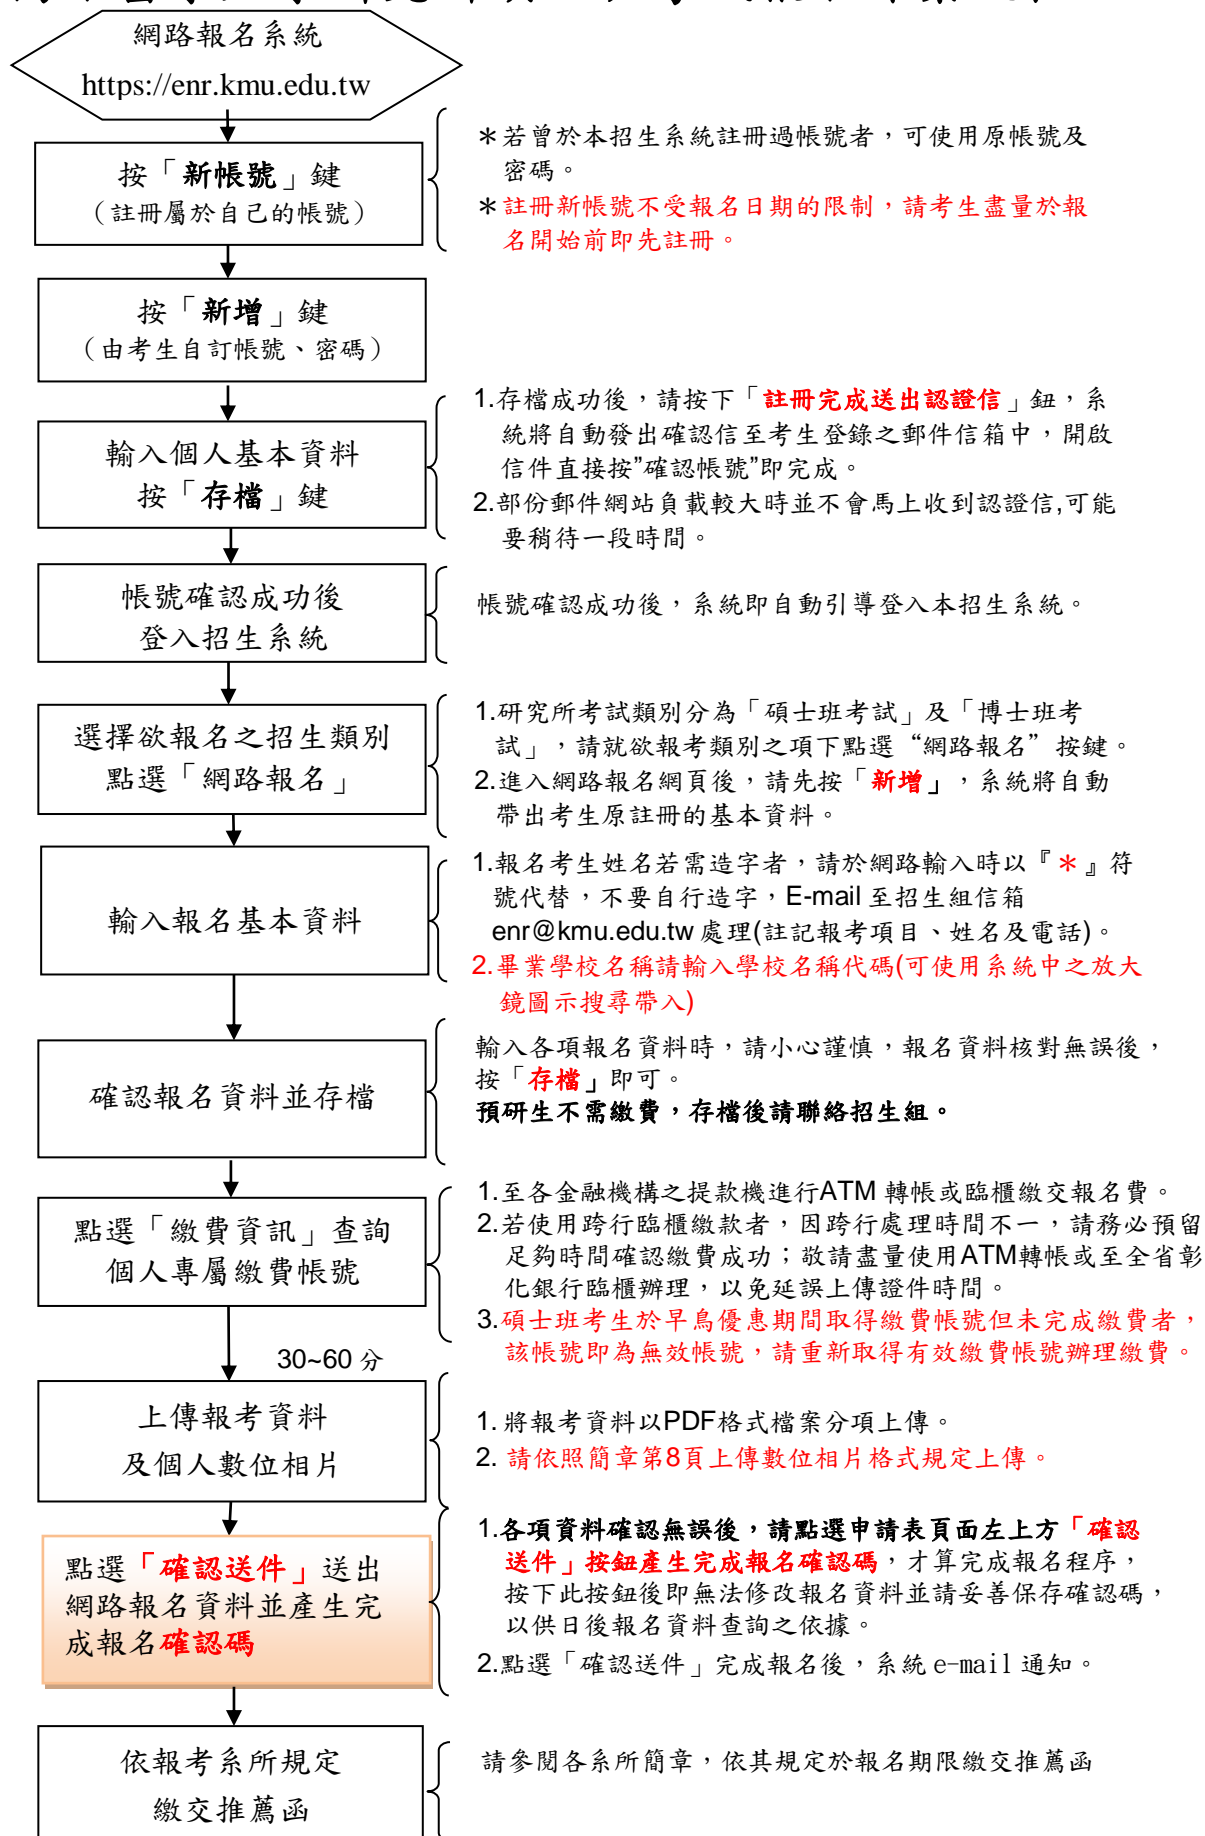 網路報名系統
https://enr.kmu.edu.tw
按「新帳號」鍵
（註冊屬於自己的帳號）
＊若曾於本招生系統註冊過帳號者，可使用原帳號及
密碼。
＊註冊新帳號不受報名日期的限制，請考生盡量於報
名開始前即先註冊。
按「新增」鍵
（由考生自訂帳號、密碼）
輸入個人基本資料
按「存檔」鍵
1.存檔成功後，請按下「註冊完成送出認證信」鈕，系
統將自動發出確認信至考生登錄之郵件信箱中，開啟
信件直接按”確認帳號”即完成。
2.部份郵件網站負載較大時並不會馬上收到認證信,可能
要稍待一段時間。
帳號確認成功後
登入招生系統
帳號確認成功後，系統即自動引導登入本招生系統。
選擇欲報名之招生類別
點選「網路報名」
1.研究所考試類別分為「碩士班考試」及「博士班考
試」，請就欲報考類別之項下點選“網路報名”按鍵。
2.進入網路報名網頁後，請先按「新增」，系統將自動
帶出考生原註冊的基本資料。
輸入報名基本資料
1.報名考生姓名若需造字者，請於網路輸入時以『＊』符
號代替，不要自行造字，E-mail 至招生組信箱
enr@kmu.edu.tw 處理(註記報考項目、姓名及電話)。
2.畢業學校名稱請輸入學校名稱代碼(可使用系統中之放大
鏡圖示搜尋帶入)
確認報名資料並存檔
輸入各項報名資料時，請小心謹慎，報名資料核對無誤後，
按「存檔」即可。
預研生不需繳費，存檔後請聯絡招生組。
點選「繳費資訊」查詢
個人專屬繳費帳號
1.至各金融機構之提款機進行ATM 轉帳或臨櫃繳交報名費。
2.若使用跨行臨櫃繳款者，因跨行處理時間不一，請務必預留
足夠時間確認繳費成功；敬請盡量使用ATM轉帳或至全省彰
化銀行臨櫃辦理，以免延誤上傳證件時間。
3.碩士班考生於早鳥優惠期間取得繳費帳號但未完成繳費者，
該帳號即為無效帳號，請重新取得有效繳費帳號辦理繳費。
30~60 分
上傳報考資料
及個人數位相片
1. 將報考資料以PDF格式檔案分項上傳。
2. 請依照簡章第8頁上傳數位相片格式規定上傳。
點選「確認送件」送出
網路報名資料並產生完
成報名確認碼
1.各項資料確認無誤後，請點選申請表頁面左上方「確認
送件」按鈕產生完成報名確認碼，才算完成報名程序，
按下此按鈕後即無法修改報名資料並請妥善保存確認碼，
以供日後報名資料查詢之依據。
2.點選「確認送件」完成報名後，系統 e-mail 通知。
依報考系所規定
繳交推薦函
請參閱各系所簡章，依其規定於報名期限繳交推薦函